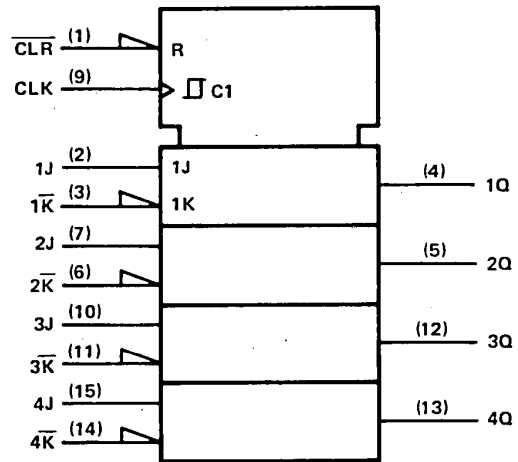 C̅L̅R̅ (1) R
CLK (9) C1
1J (2) 1J (4) 1Q
1K̅ (3) 1K
2J (7) (5) 2Q
2K̅ (6)
3J (10) (12) 3Q
3K̅ (11)
4J (15) (13) 4Q
4K̅ (14)